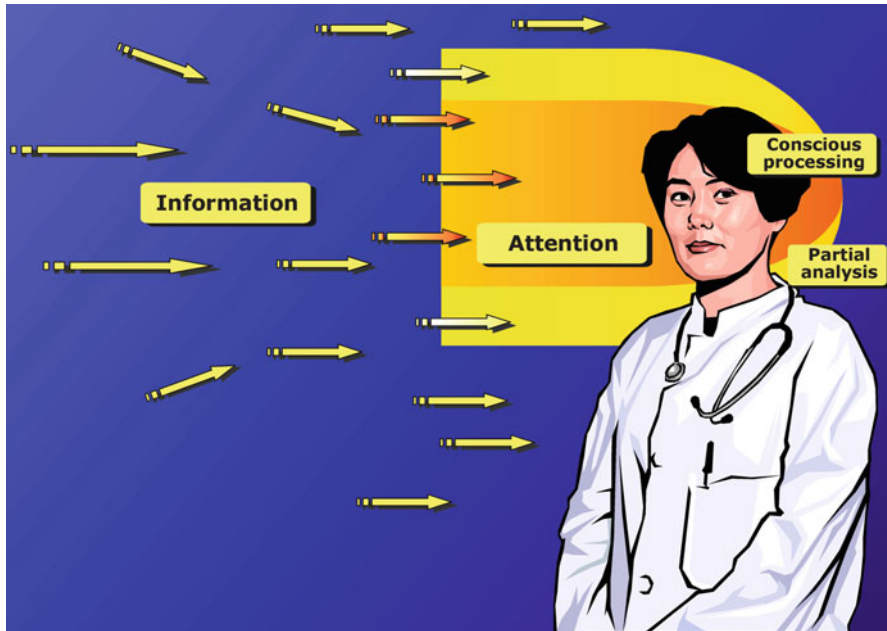 Information
Attention
Conscious
processing
Partial
analysis